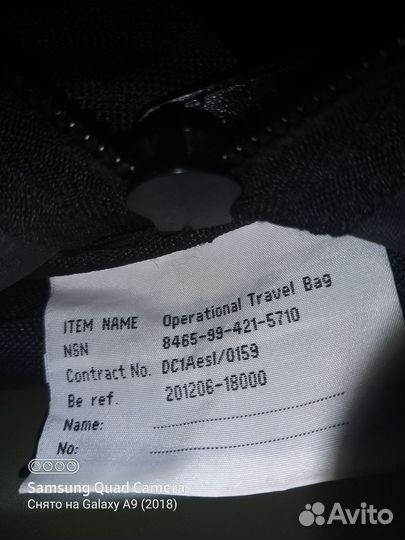 ITEM NAME Operational Travel Bag
NSN 8465-99-421-5710
Contract No. DC1Aesl/0159
Be ref. 201206-18000
Name:
No:
Samsung Quad Camera
Снято на Galaxy A9 (2018)
Avito